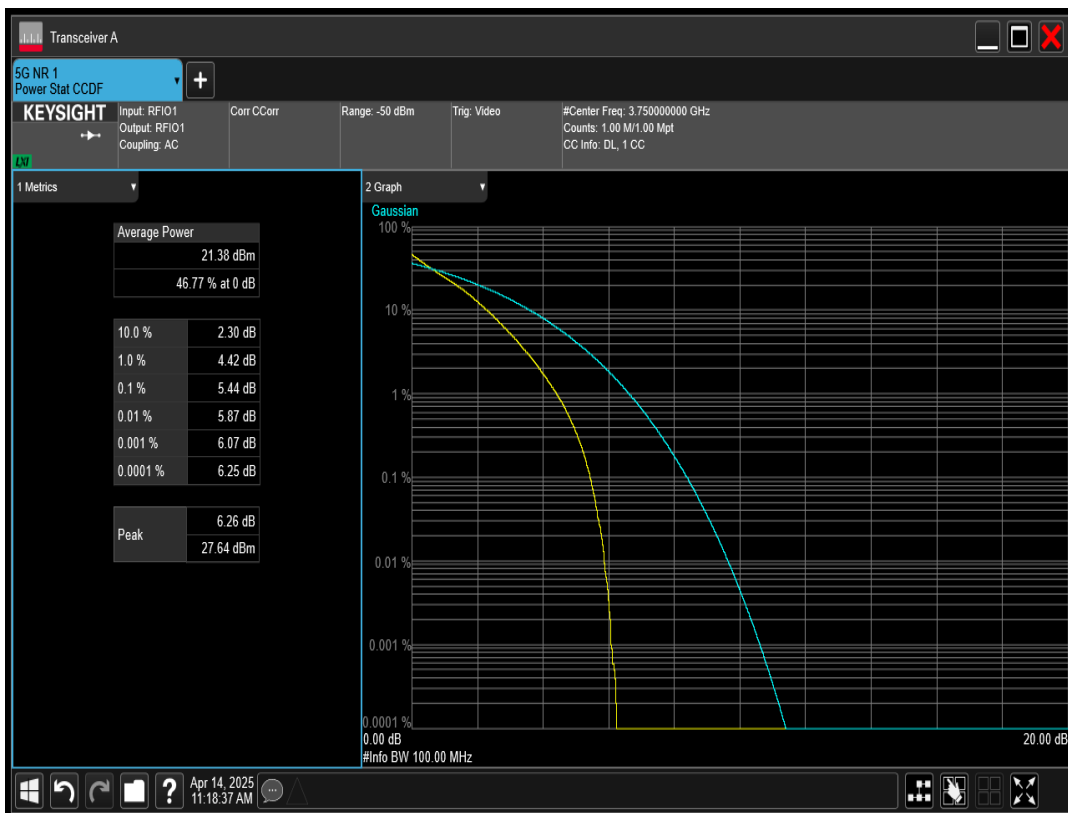 Transceiver A
5G NR 1
Power Stat CCDF
+
KEYSIGHT
LXI
Input: RFIO1
Output: RFIO1
Coupling: AC
Corr CCorr
Range: -50 dBm
Trig: Video
#Center Freq: 3.750000000 GHz
Counts: 1.00 M/1.00 Mpt
CC Info: DL, 1 CC
1 Metrics
Average Power
21.38 dBm
46.77 % at 0 dB
10.0 % 2.30 dB
1.0 % 4.42 dB
0.1 % 5.44 dB
0.01 % 5.87 dB
0.001 % 6.07 dB
0.0001 % 6.25 dB
Peak 6.26 dB
27.64 dBm
2 Graph
Gaussian
100 %
10 %
1 %
0.1 %
0.01 %
0.001 %
0.0001 %
0.00 dB 20.00 dB
#Info BW 100.00 MHz
?
Apr 14, 2025
11:18:37 AM